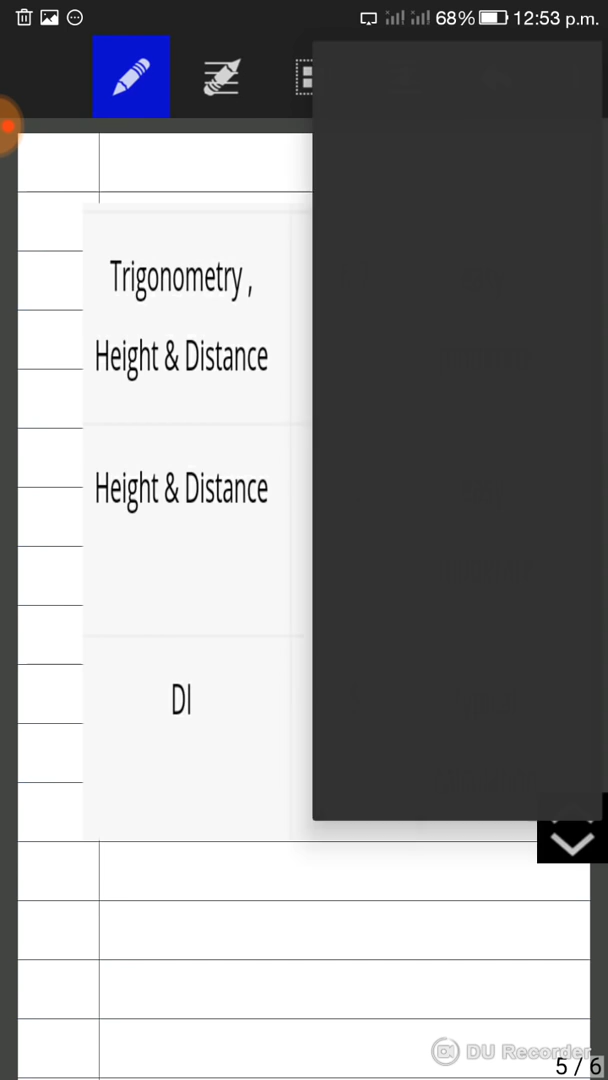 68% 12:53 p.m.
Trigonometry ,
Height & Distance
Height & Distance
DI
DU Recorder
5 / 6